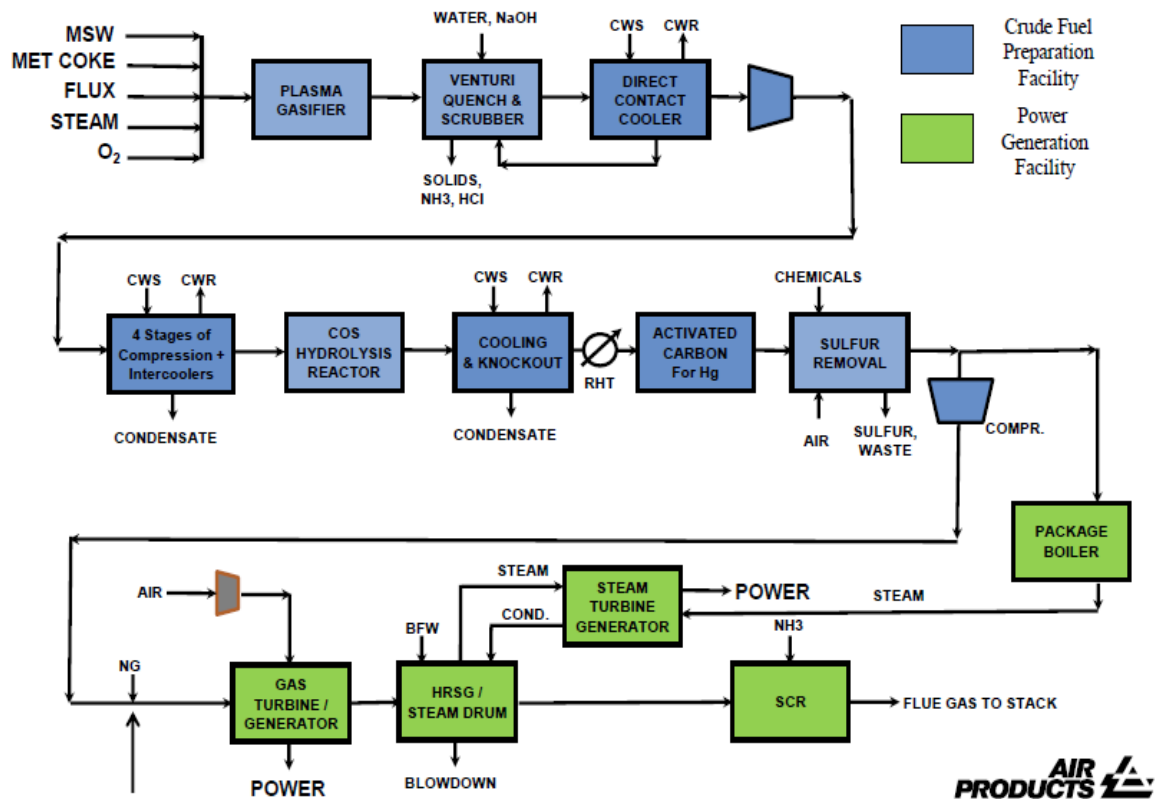 MSW
MET COKE
FLUX
STEAM
O2
PLASMA
GASIFIER
WATER, NaOH
VENTIRI
QUENCH &
SCRUBBER
SOLIDS,
NH3, HCl
CWS
CWR
DIRECT
CONTACT
COOLER
Crude Fuel
Preparation
Facility
Power
Generation
Facility
CWS
CWR
4 Stages of
Compression +
Intercoolers
CONDENSATE
COS
HYDROLYSIS
REACTOR
CWS
CWR
COOLING
& KNOCKOUT
CONDENSATE
RHT
ACTIVATED
CARBON
For Hg
CHEMICALS
SULFUR
REMOVAL
AIR
SULFUR,
WASTE
COMPR.
PACKAGE
BOILER
STEAM
AIR
NG
GAS
TURBINE /
GENERATOR
POWER
BFW
STEAM
COND.
HRSG /
STEAM DRUM
BLOWDOWN
STEAM
TURBINE
GENERATOR
POWER
NH3
SCR
FLUE GAS TO STACK
AIR
PRODUCTS